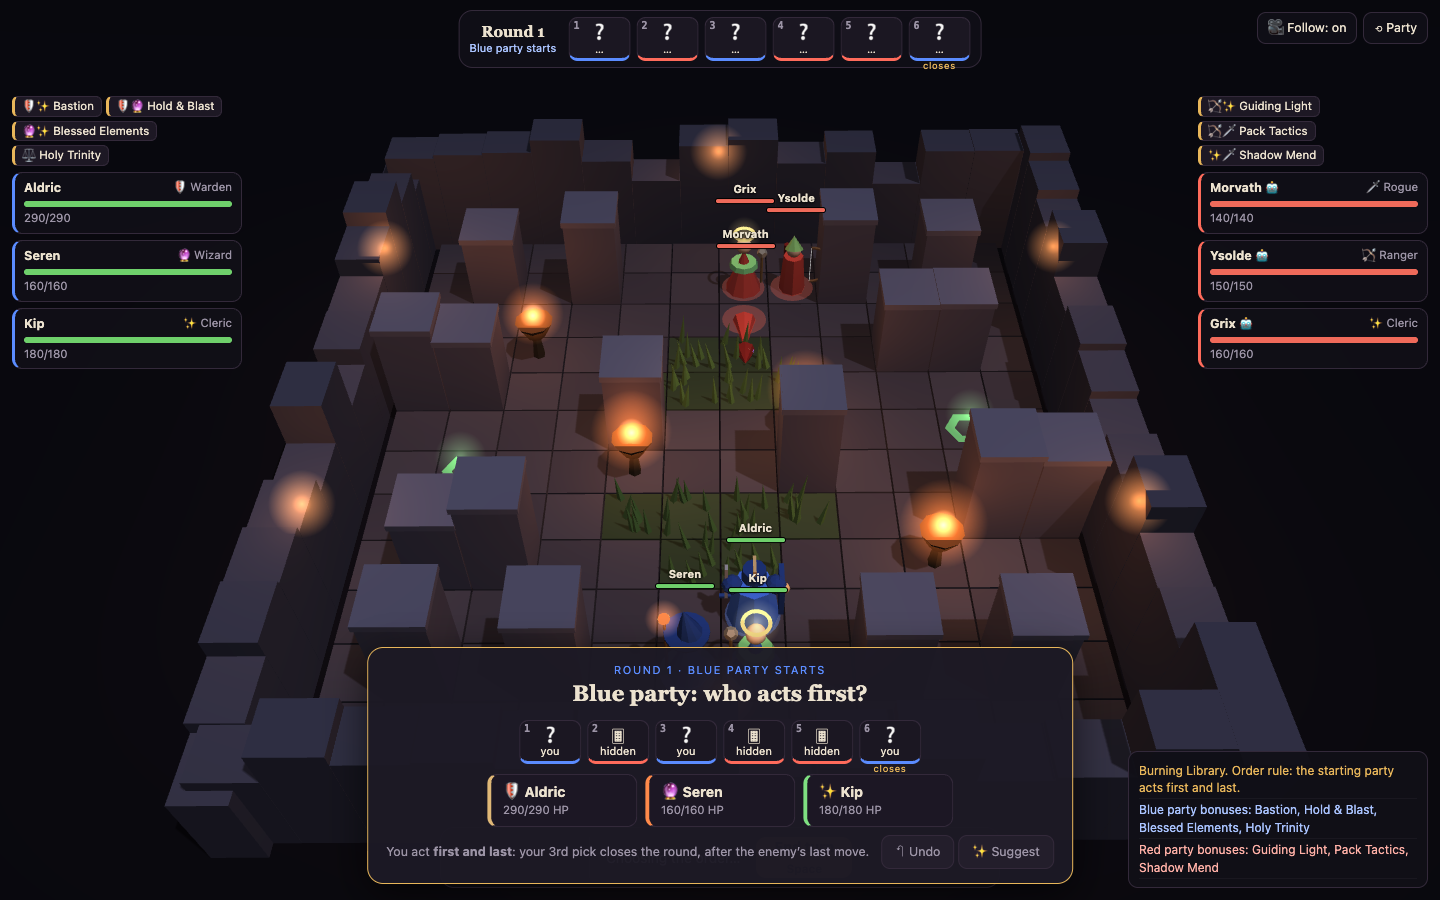 Round 1
Blue party starts
1 ? ...
2 ? ...
3 ? ...
4 ? ...
5 ? ...
6 ? ...
closes
Follow: on
Party
Bastion
Hold & Blast
Blessed Elements
Holy Trinity
Aldric Warden
290/290
Seren Wizard
160/160
Kip Cleric
180/180
Guiding Light
Pack Tactics
Shadow Mend
Morvath Rogue
140/140
Ysolde Ranger
150/150
Grix Cleric
160/160
Grix
Ysolde
Morvath
Aldric
Seren
Kip
ROUND 1 · BLUE PARTY STARTS
Blue party: who acts first?
1 ? you
2 hidden
3 ? you
4 hidden
5 hidden
6 ? you
closes
Aldric
290/290 HP
Seren
160/160 HP
Kip
180/180 HP
You act first and last: your 3rd pick closes the round, after the enemy's last move.
Undo
Suggest
Burning Library. Order rule: the starting party
acts first and last.
Blue party bonuses: Bastion, Hold & Blast,
Blessed Elements, Holy Trinity
Red party bonuses: Guiding Light, Pack Tactics,
Shadow Mend